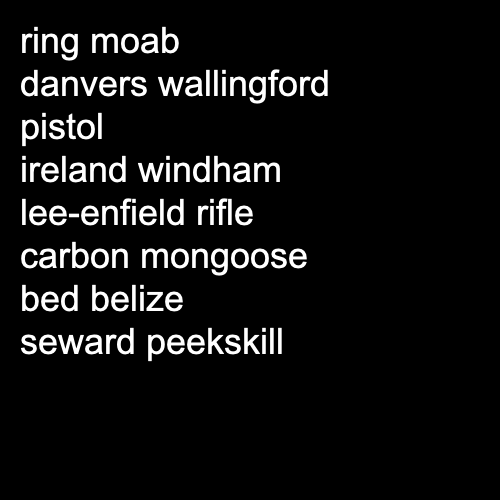 ring moab
danvers wallingford
pistol
ireland windham
lee-enfield rifle
carbon mongoose
bed belize
seward peekskill